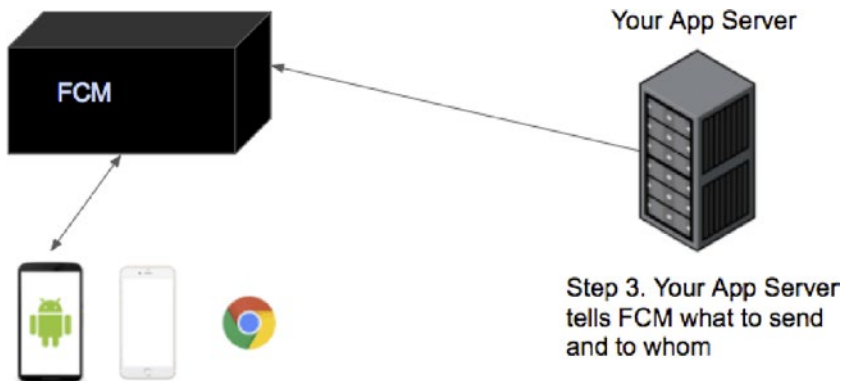 Your App Server
FCM
Step 3. Your App Server
tells FCM what to send
and to whom